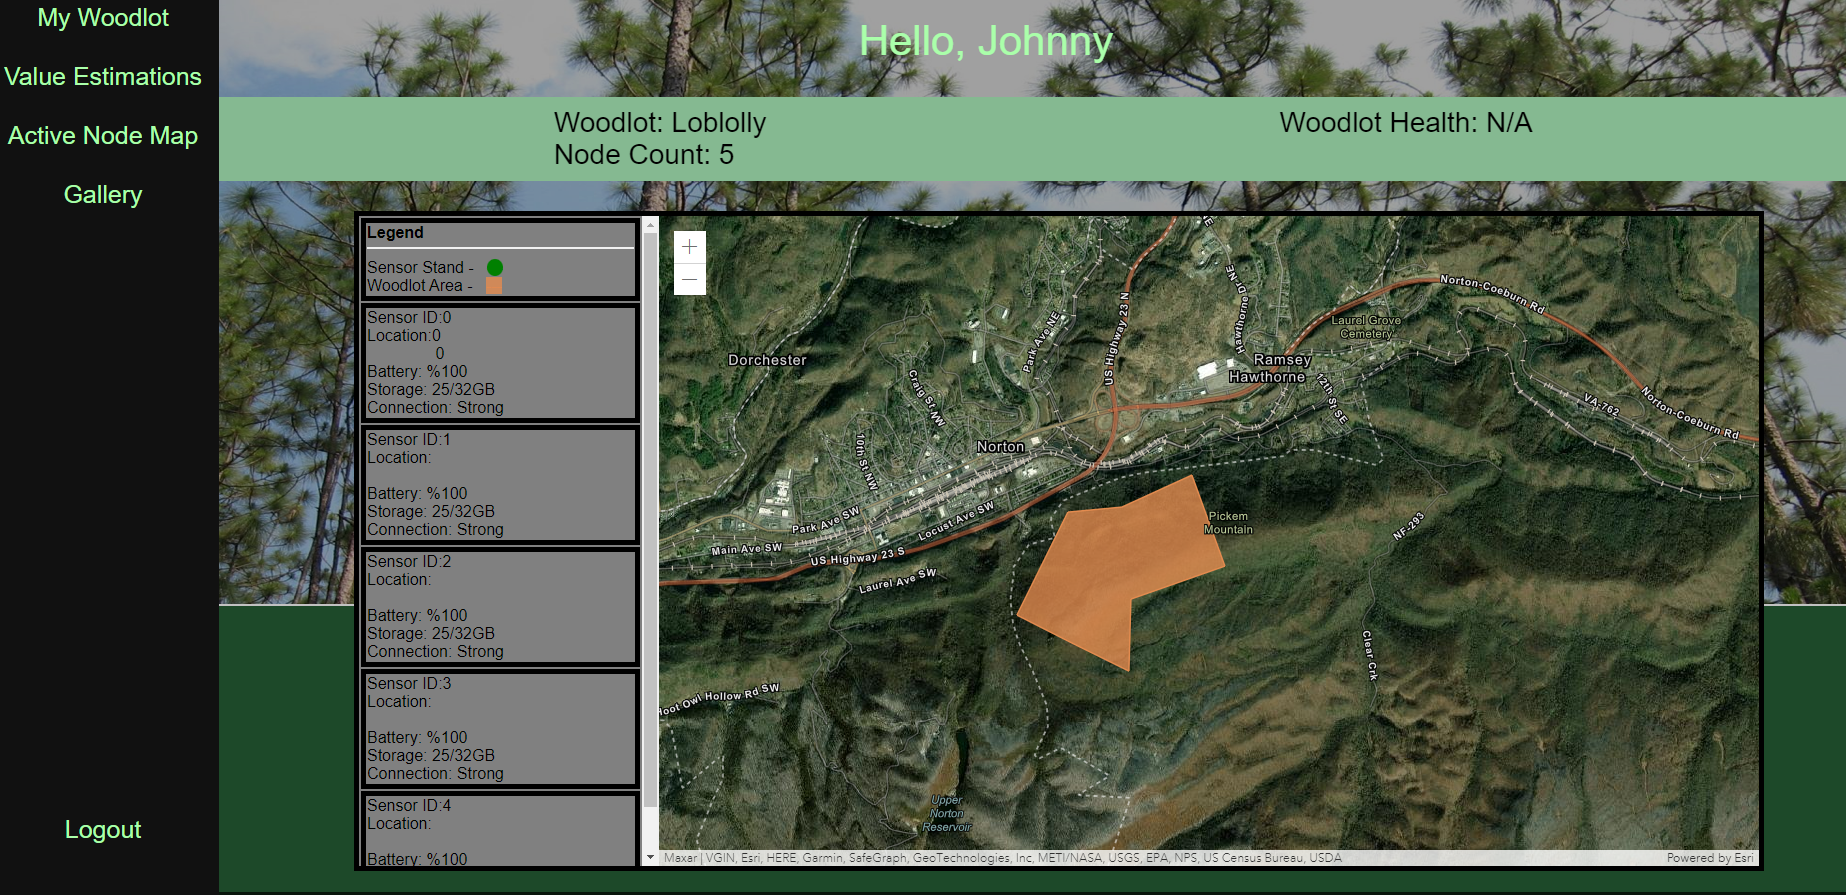 My Woodlot
Value Estimations
Active Node Map
Gallery
Logout
Hello, Johnny
Woodlot: Loblolly
Node Count: 5
Woodlot Health: N/A
Legend
Sensor Stand -
Woodlot Area -
Sensor ID:0
Location:0
0
Battery: %100
Storage: 25/32GB
Connection: Strong
Sensor ID:1
Location:
Battery: %100
Storage: 25/32GB
Connection: Strong
Sensor ID:2
Location:
Battery: %100
Storage: 25/32GB
Connection: Strong
Sensor ID:3
Location:
Battery: %100
Storage: 25/32GB
Connection: Strong
Sensor ID:4
Location:
Battery: %100
+
−
NE
Hawthorne Dr NE
Norton-Coeburn Rd
Laurel Grove
Cemetery
Park Ave NE
US Highway 23 N
Dorchester
Ramsey
Hawthorne
Craig St NW
12th St SE
VA-762
Norton-Coeburn Rd
10th St NW
Norton
Park Ave SW
Locust Ave SW
Main Ave SW
US Highway 23 S
Laurel Ave SW
Pickem
Mountain
NF-293
Clear Crk
Hoot Owl Hollow Rd SW
Upper
Norton
Reservoir
Maxar | VGIN, Esri, HERE, Garmin, SafeGraph, GeoTechnologies, Inc, METI/NASA, USGS, EPA, NPS, US Census Bureau, USDA
Powered by Esri